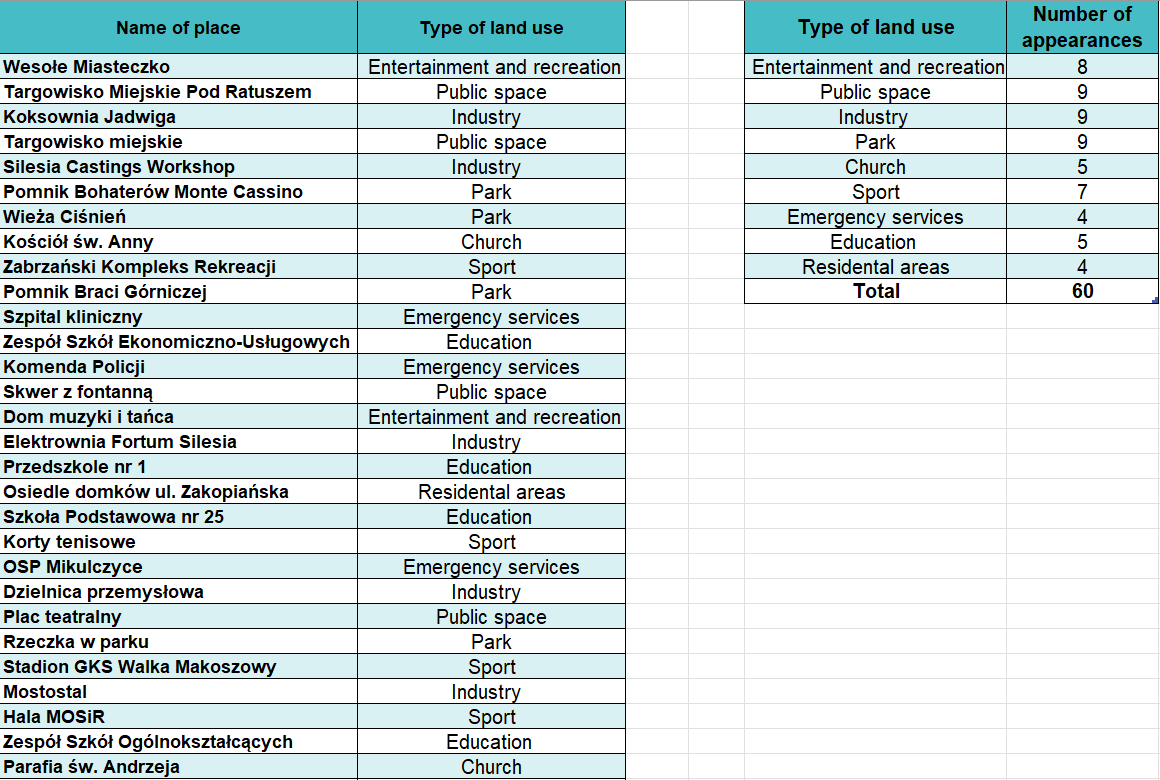 Name of place Type of land use
Wesołe Miasteczko Entertainment and recreation
Targowisko Miejskie Pod Ratuszem Public space
Koksownia Jadwiga Industry
Targowisko miejskie Public space
Silesia Castings Workshop Industry
Pomnik Bohaterów Monte Cassino Park
Wieża Ciśnień Park
Kościół św. Anny Church
Zabrzański Kompleks Rekreacji Sport
Pomnik Braci Górniczej Park
Szpital kliniczny Emergency services
Zespół Szkół Ekonomiczno-Usługowych Education
Komenda Policji Emergency services
Skwer z fontanną Public space
Dom muzyki i tańca Entertainment and recreation
Elektrownia Fortum Silesia Industry
Przedszkole nr 1 Education
Osiedle domków ul. Zakopiańska Residental areas
Szkoła Podstawowa nr 25 Education
Korty tenisowe Sport
OSP Mikulczyce Emergency services
Dzielnica przemysłowa Industry
Plac teatralny Public space
Rzeczka w parku Park
Stadion GKS Walka Makoszowy Sport
Mostostal Industry
Hala MOSiR Sport
Zespół Szkół Ogólnokształcących Education
Parafia św. Andrzeja Church
Type of land use Number of
appearances
Entertainment and recreation 8
Public space 9
Industry 9
Park 9
Church 5
Sport 7
Emergency services 4
Education 5
Residental areas 4
Total 60